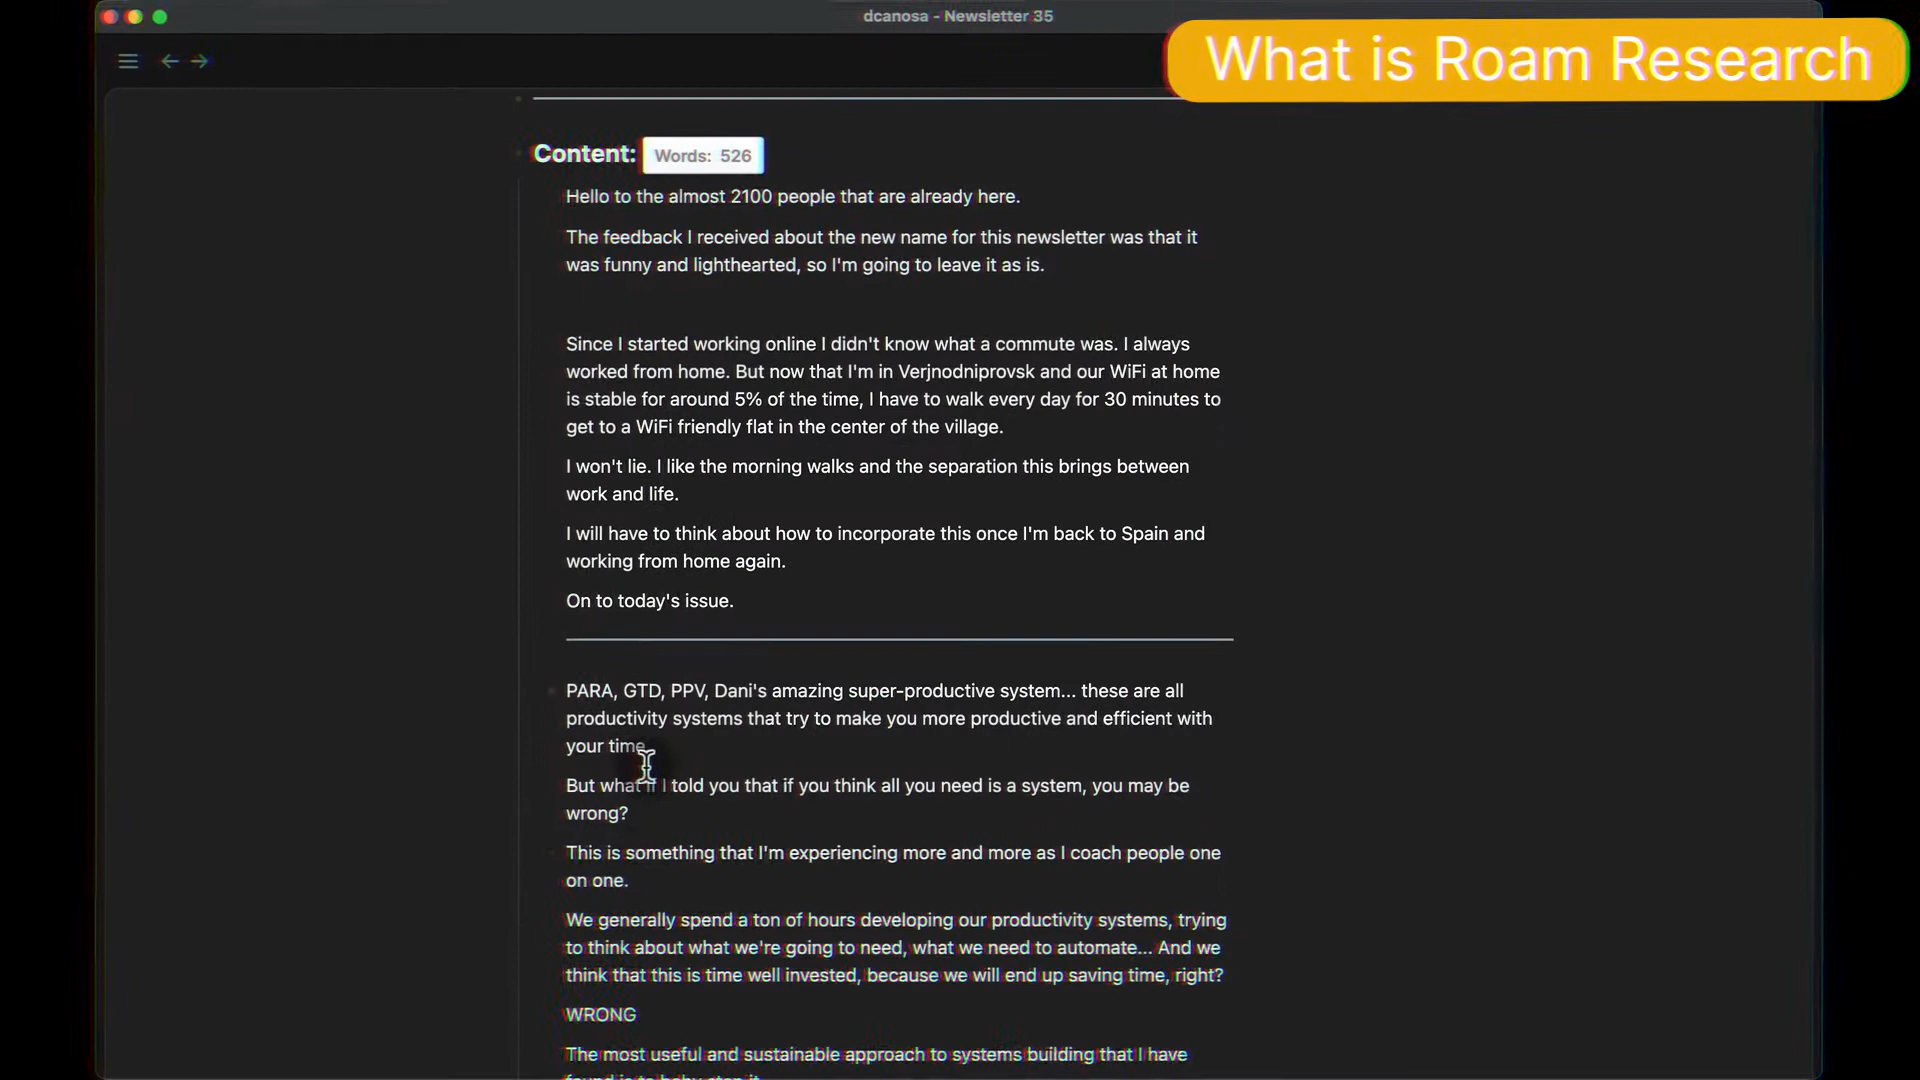 dcanosa - Newsletter 35
What is Roam Research
Content: Words: 526
Hello to the almost 2100 people that are already here.
The feedback I received about the new name for this newsletter was that it
was funny and lighthearted, so I'm going to leave it as is.
Since I started working online I didn't know what a commute was. I always
worked from home. But now that I'm in Verjnodniprovsk and our WiFi at home
is stable for around 5% of the time, I have to walk every day for 30 minutes to
get to a WiFi friendly flat in the center of the village.
I won't lie. I like the morning walks and the separation this brings between
work and life.
I will have to think about how to incorporate this once I'm back to Spain and
working from home again.
On to today's issue.
PARA, GTD, PPV, Dani's amazing super-productive system... these are all
productivity systems that try to make you more productive and efficient with
your time.
But what if I told you that if you think all you need is a system, you may be
wrong?
This is something that I'm experiencing more and more as I coach people one
on one.
We generally spend a ton of hours developing our productivity systems, trying
to think about what we're going to need, what we need to automate... And we
think that this is time well invested, because we will end up saving time, right?
WRONG
The most useful and sustainable approach to systems building that I have
found is to baby step it